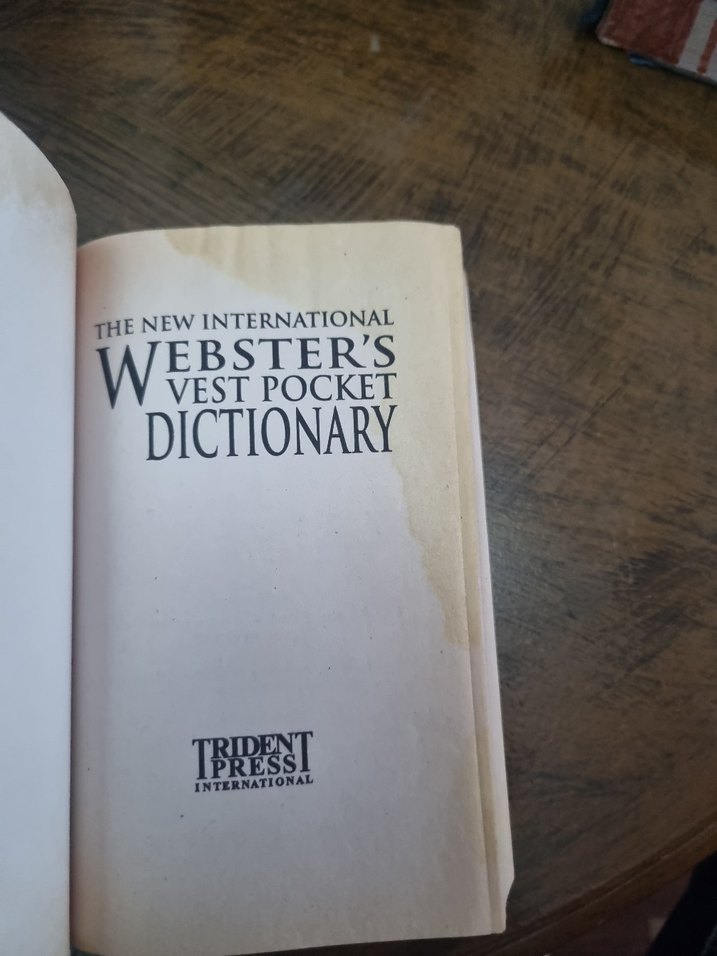 THE NEW INTERNATIONAL
WEBSTER'S
VEST POCKET
DICTIONARY
TRIDENT
PRESS
INTERNATIONAL